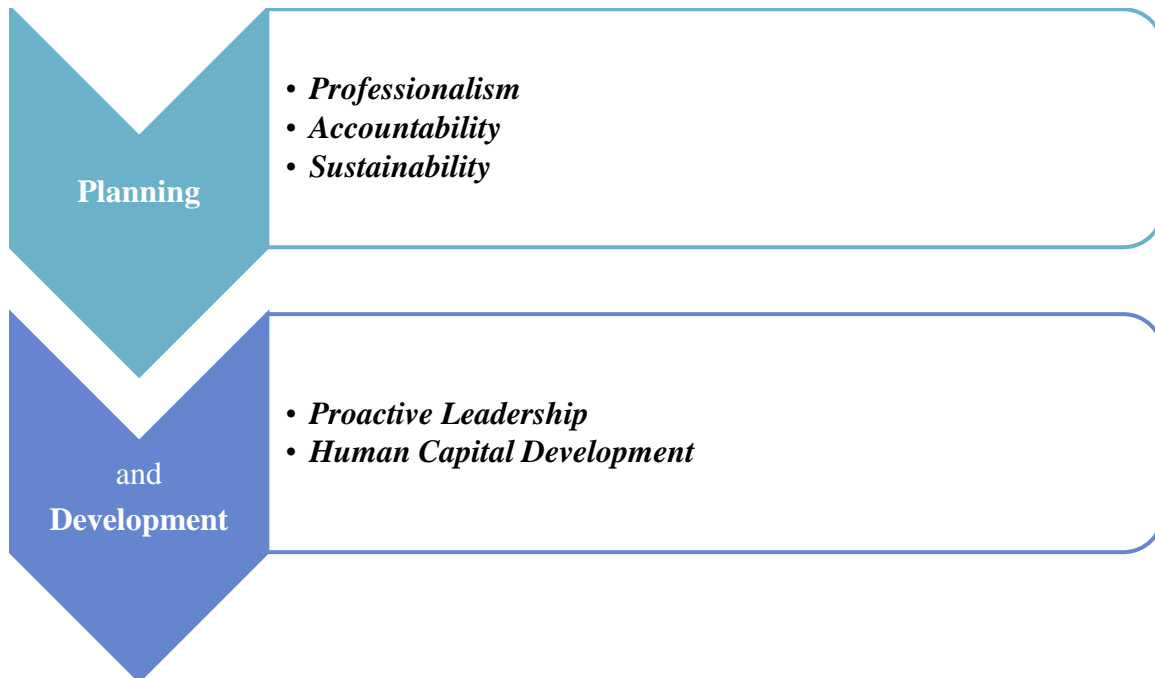 Planning
• Professionalism
• Accountability
• Sustainability
and
Development
• Proactive Leadership
• Human Capital Development